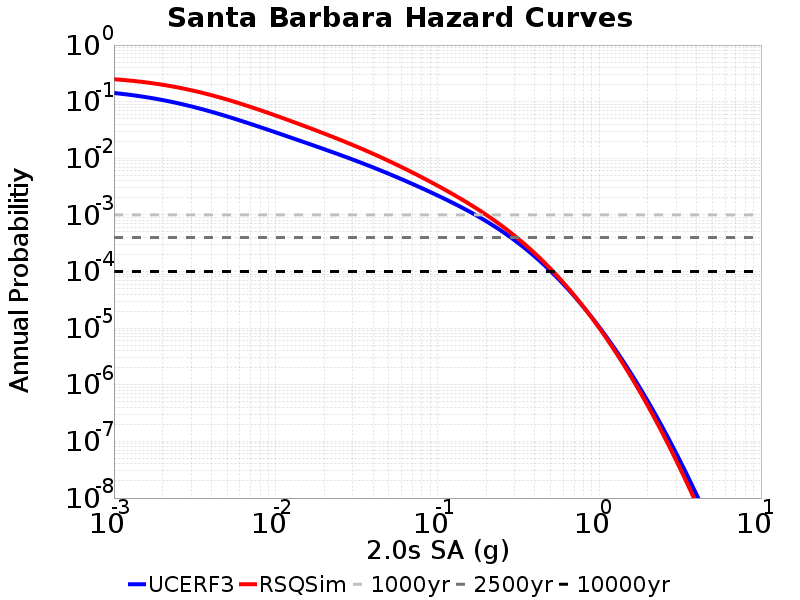 Santa Barbara Hazard Curves
Annual Probabilitiy
10^0
10^-1
10^-2
10^-3
10^-4
10^-5
10^-6
10^-7
10^-8
10^-3 10^-2 10^-1 10^0 10^1
2.0s SA (g)
UCERF3 RSQSim 1000yr 2500yr 10000yr